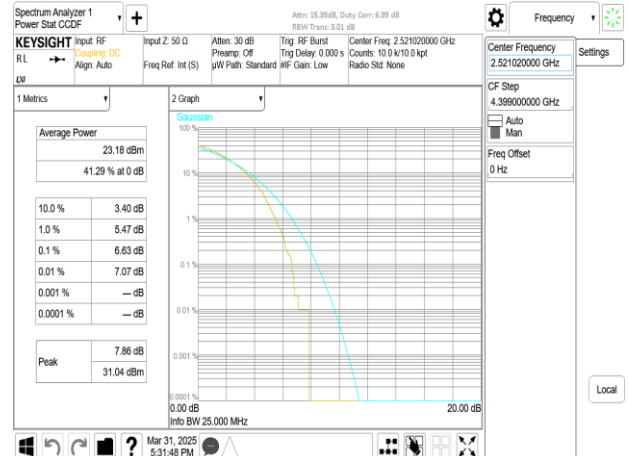 Spectrum Analyzer 1
Power Stat CCDF
Attn: 15.39dB, Duty Corr: 6.99 dB
RBW Trans: 3.01 dB
Frequency
KEYSIGHT
RL
LXI
Input: RF
Coupling: DC
Align: Auto
Input Z: 50 Ω
Freq Ref: Int (S)
Atten: 30 dB
Preamp: Off
µW Path: Standard
Trig: RF Burst
Trig Delay: 0.000 s
#IF Gain: Low
Center Freq: 2.521020000 GHz
Counts: 10.0 k/10.0 kpt
Radio Std: None
Center Frequency
2.521020000 GHz
Settings
CF Step
4.399000000 GHz
Auto
Man
Freq Offset
0 Hz
1 Metrics
2 Graph
Gaussian
Average Power
23.18 dBm
41.29 % at 0 dB
10.0 % 3.40 dB
1.0 % 5.47 dB
0.1 % 6.63 dB
0.01 % 7.07 dB
0.001 % --- dB
0.0001 % --- dB
Peak
7.86 dB
31.04 dBm
100 %
10 %
1 %
0.1 %
0.01 %
0.001 %
0.0001 %
0.00 dB
20.00 dB
Info BW 25.000 MHz
Local
?
Mar 31, 2025
5:31:48 PM